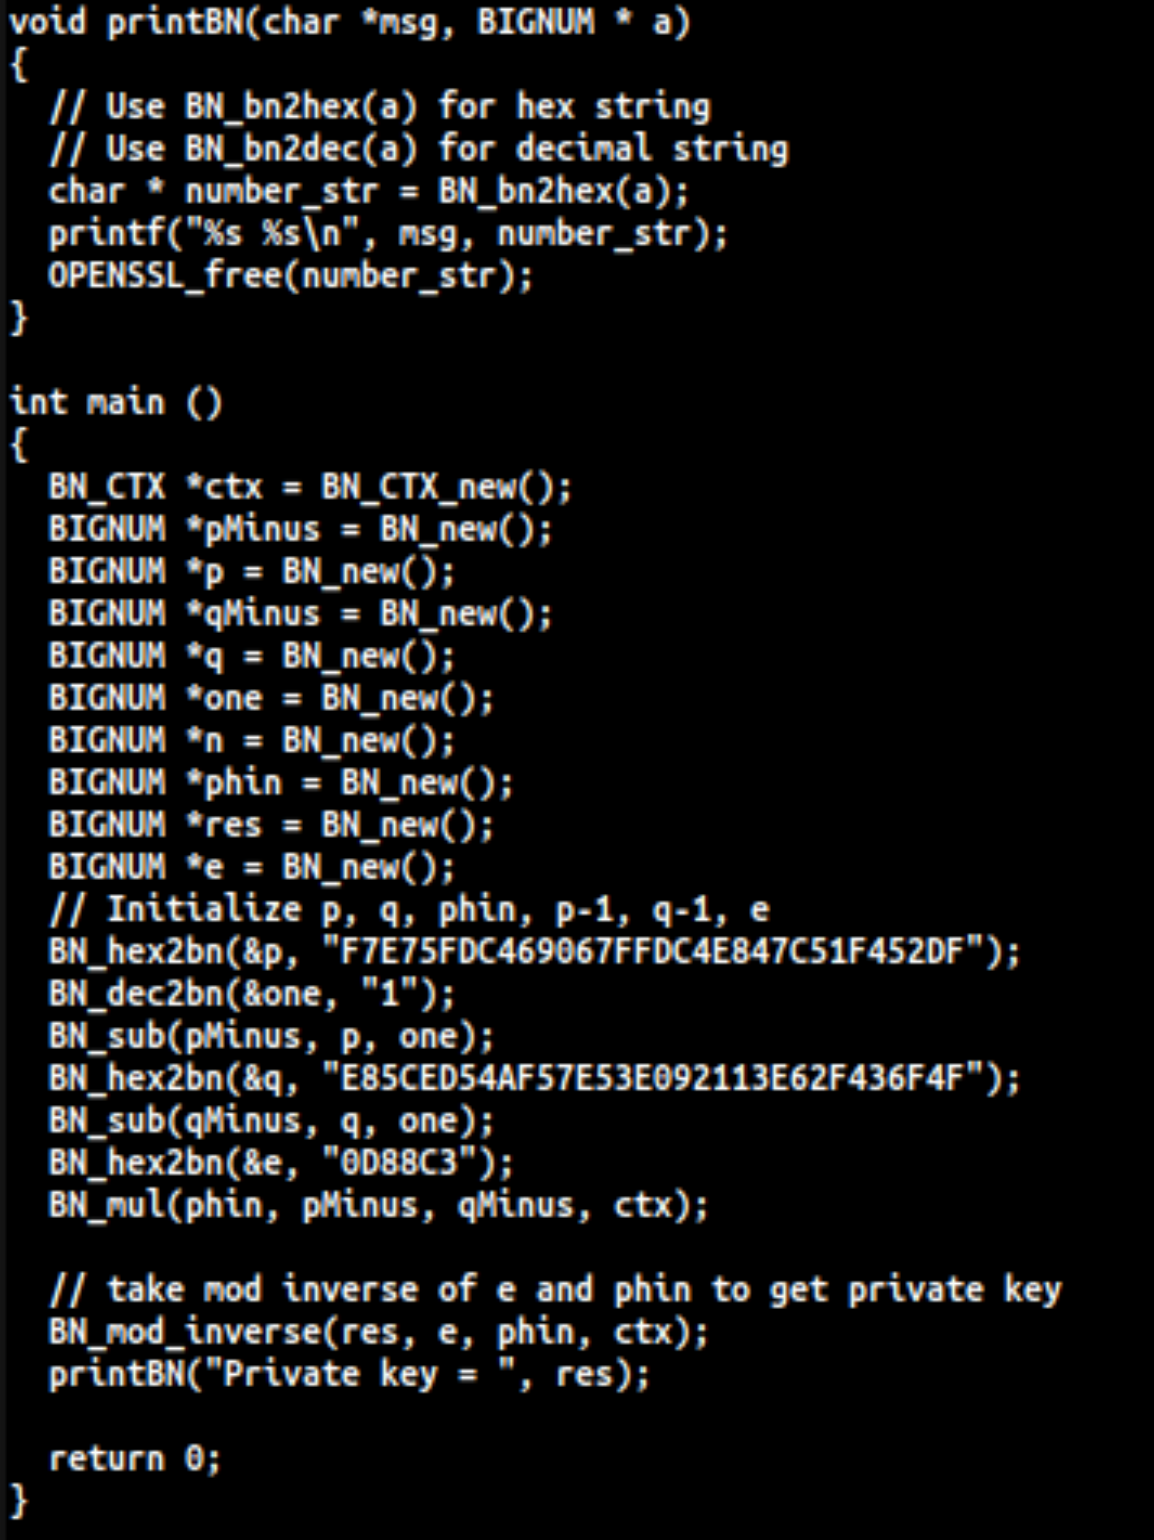 void printBN(char *msg, BIGNUM * a)
{
  // Use BN_bn2hex(a) for hex string
  // Use BN_bn2dec(a) for decimal string
  char * number_str = BN_bn2hex(a);
  printf("%s %s\n", msg, number_str);
  OPENSSL_free(number_str);
}

int main ()
{
  BN_CTX *ctx = BN_CTX_new();
  BIGNUM *pMinus = BN_new();
  BIGNUM *p = BN_new();
  BIGNUM *qMinus = BN_new();
  BIGNUM *q = BN_new();
  BIGNUM *one = BN_new();
  BIGNUM *n = BN_new();
  BIGNUM *phin = BN_new();
  BIGNUM *res = BN_new();
  BIGNUM *e = BN_new();
  // Initialize p, q, phin, p-1, q-1, e
  BN_hex2bn(&p, "F7E75FDC469067FFDC4E847C51F452DF");
  BN_dec2bn(&one, "1");
  BN_sub(pMinus, p, one);
  BN_hex2bn(&q, "E85CED54AF57E53E092113E62F436F4F");
  BN_sub(qMinus, q, one);
  BN_hex2bn(&e, "0D88C3");
  BN_mul(phin, pMinus, qMinus, ctx);

  // take mod inverse of e and phin to get private key
  BN_mod_inverse(res, e, phin, ctx);
  printBN("Private key = ", res);

  return 0;
}